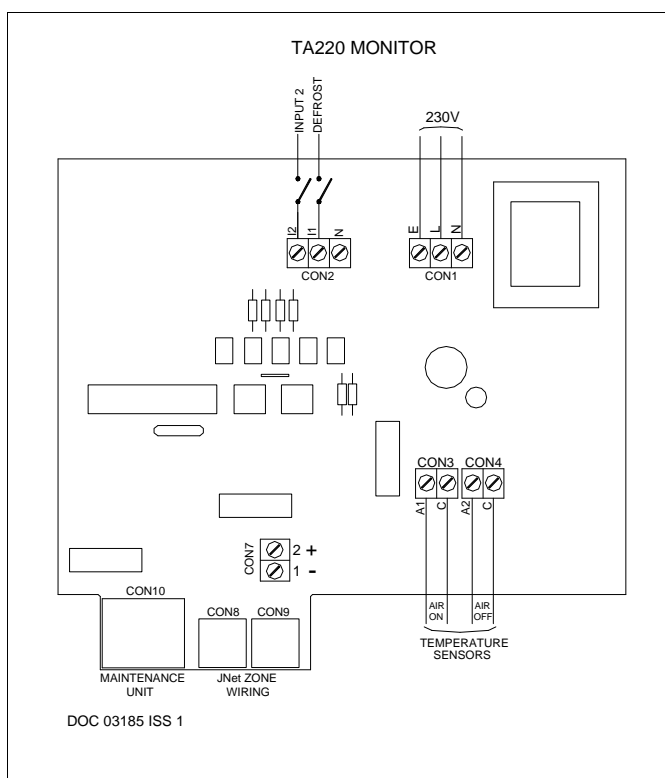 TA220 MONITOR
INPUT 2
DEFROST
230V
I2
I1
N
E
L
N
CON2
CON1
CON3
CON4
A1
C
A2
C
CON7
2 +
1 -
AIR
ON
AIR
OFF
TEMPERATURE
SENSORS
CON10
CON8
CON9
MAINTENANCE
UNIT
JNet ZONE
WIRING
DOC 03185 ISS 1